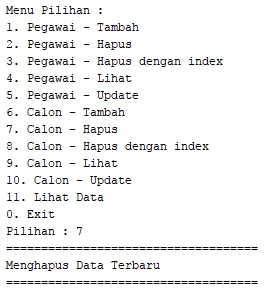 Menu Pilihan :
1. Pegawai - Tambah
2. Pegawai - Hapus
3. Pegawai - Hapus dengan index
4. Pegawai - Lihat
5. Pegawai - Update
6. Calon - Tambah
7. Calon - Hapus
8. Calon - Hapus dengan index
9. Calon - Lihat
10. Calon - Update
11. Lihat Data
0. Exit
Pilihan : 7
====================================
Menghapus Data Terbaru
====================================